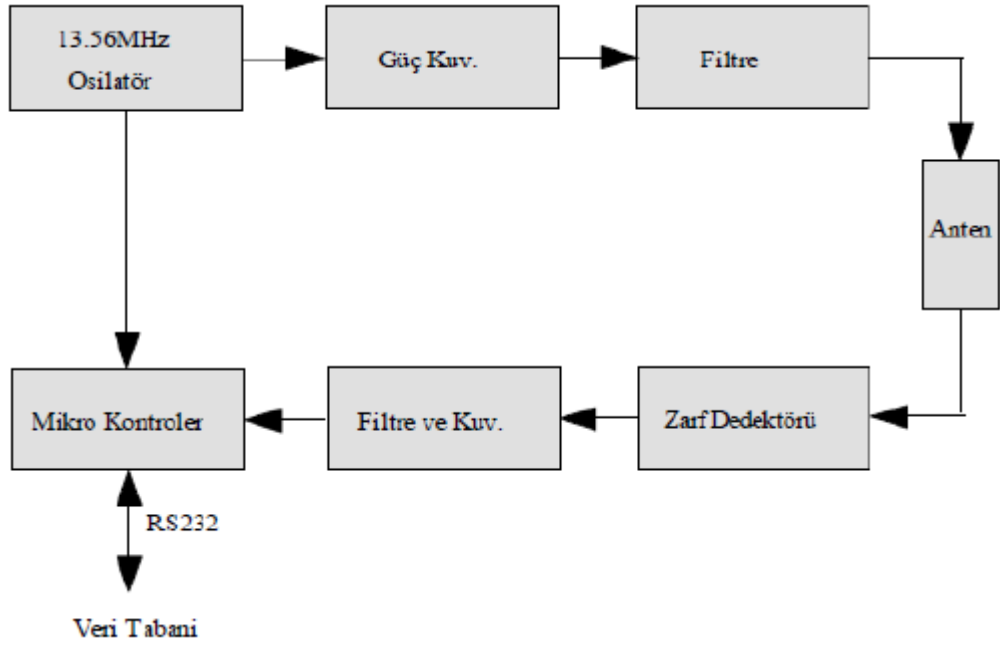 13.56MHz
Osilatör
Güç Kuv.
Filtre
Anten
Mikro Kontroler
Filtre ve Kuv.
Zarf Dedektörü
RS232
Veri Tabani